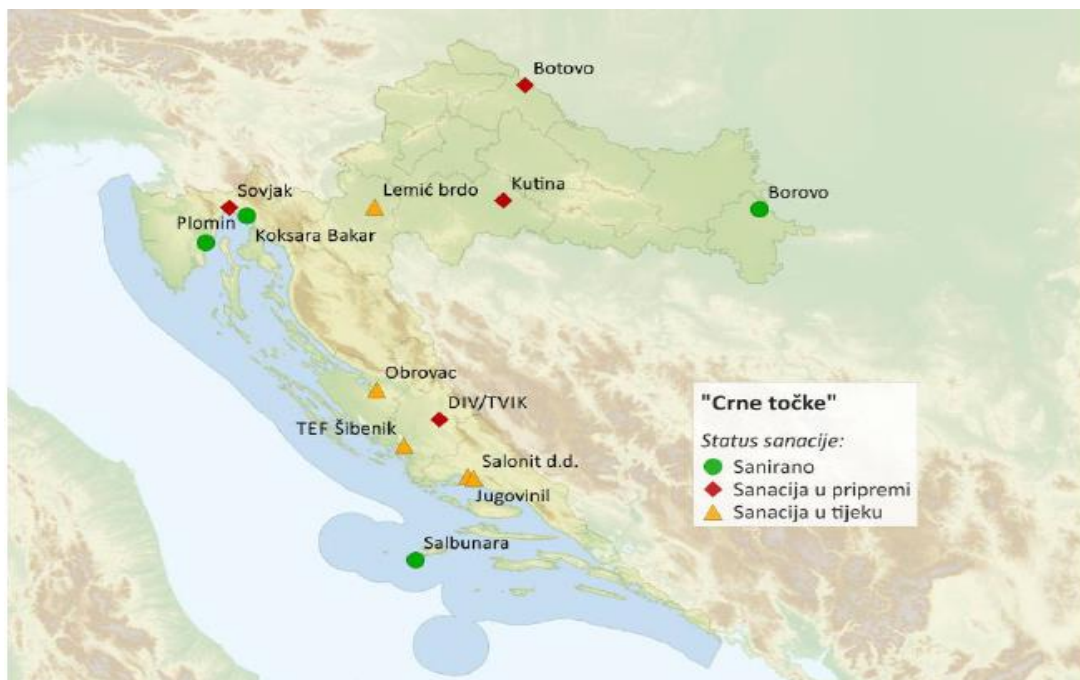 Botovo
Lemić brdo
Kutina
Borovo
Sovjak
Plomin
Koksara Bakar
Obrovac
DIV/TVIK
TEF Šibenik
Salonit d.d.
Jugovinil
Salbunara
"Crne točke"
Status sanacije:
Sanirano
Sanacija u pripremi
Sanacija u tijeku